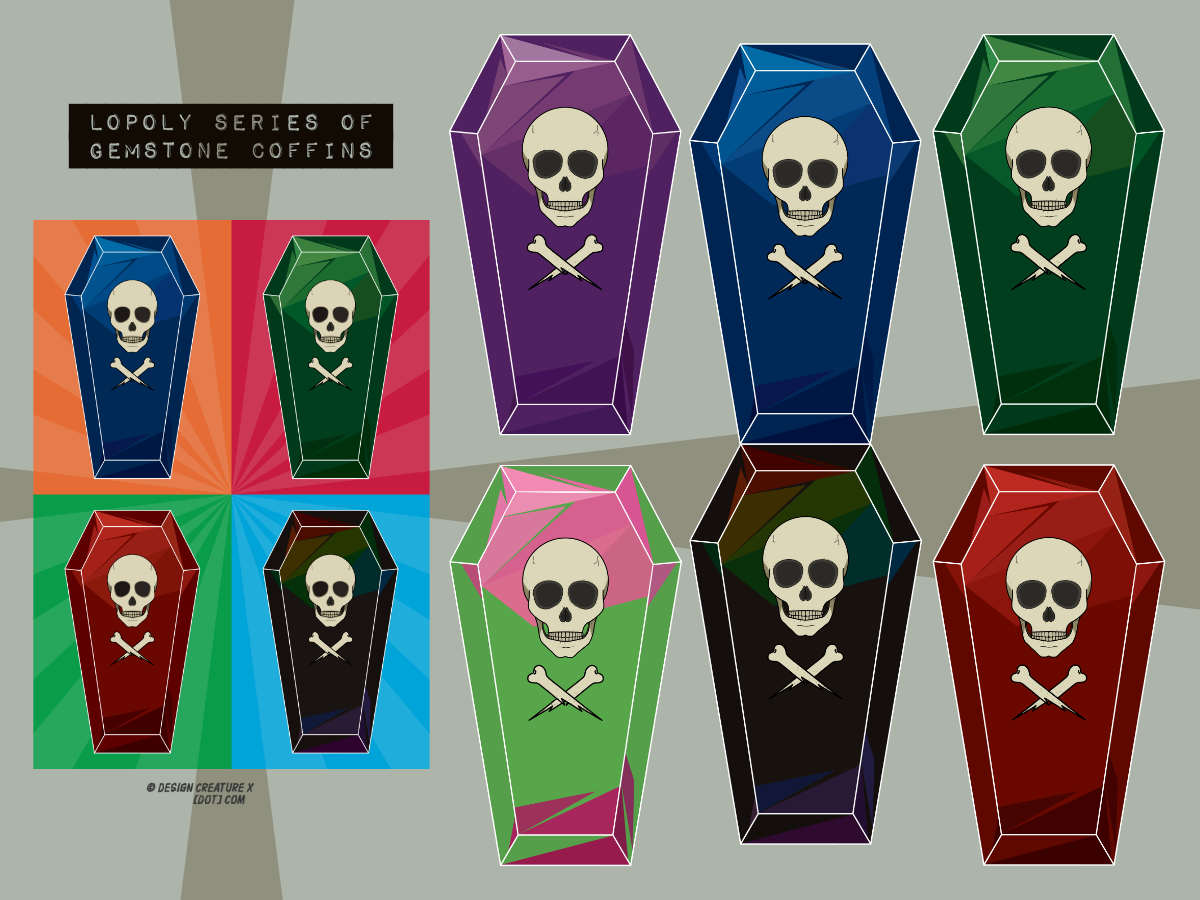 LOPOLY SERIES OF
GEMSTONE COFFINS
© DESIGN CREATURE X
[DOT] COM